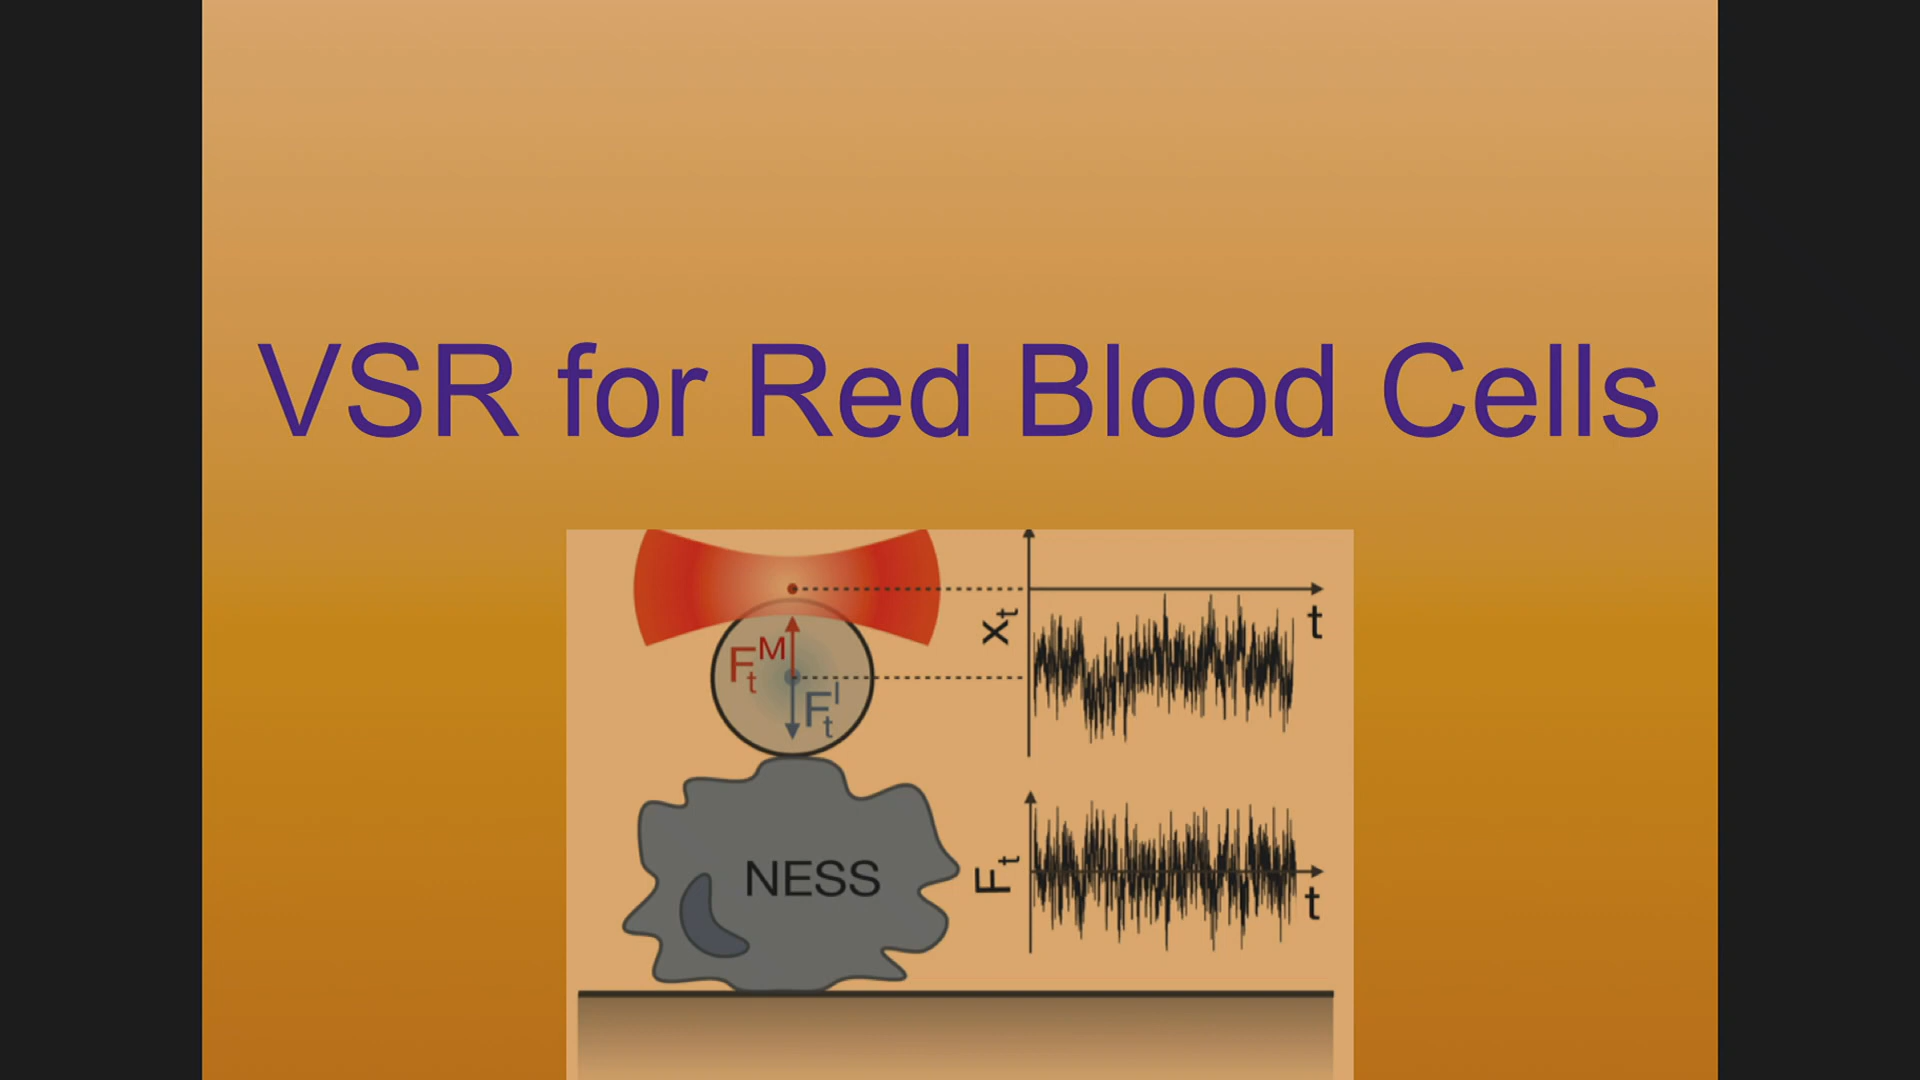 VSR for Red Blood Cells
x_t
t
F_t^M
F_t^I
NESS
F_t
t